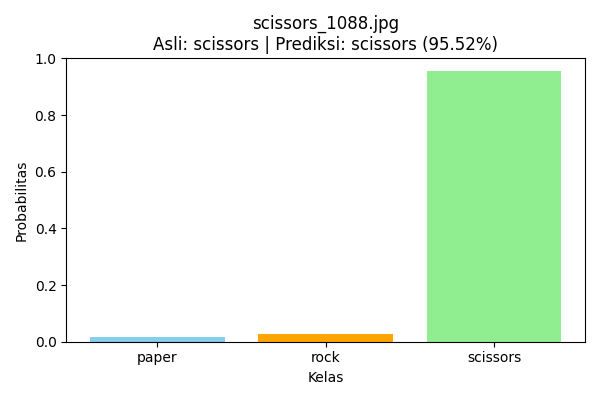 scissors_1088.jpg
Asli: scissors | Prediksi: scissors (95.52%)
1.0
0.8
0.6
0.4
0.2
0.0
Probabilitas
paper rock scissors
Kelas